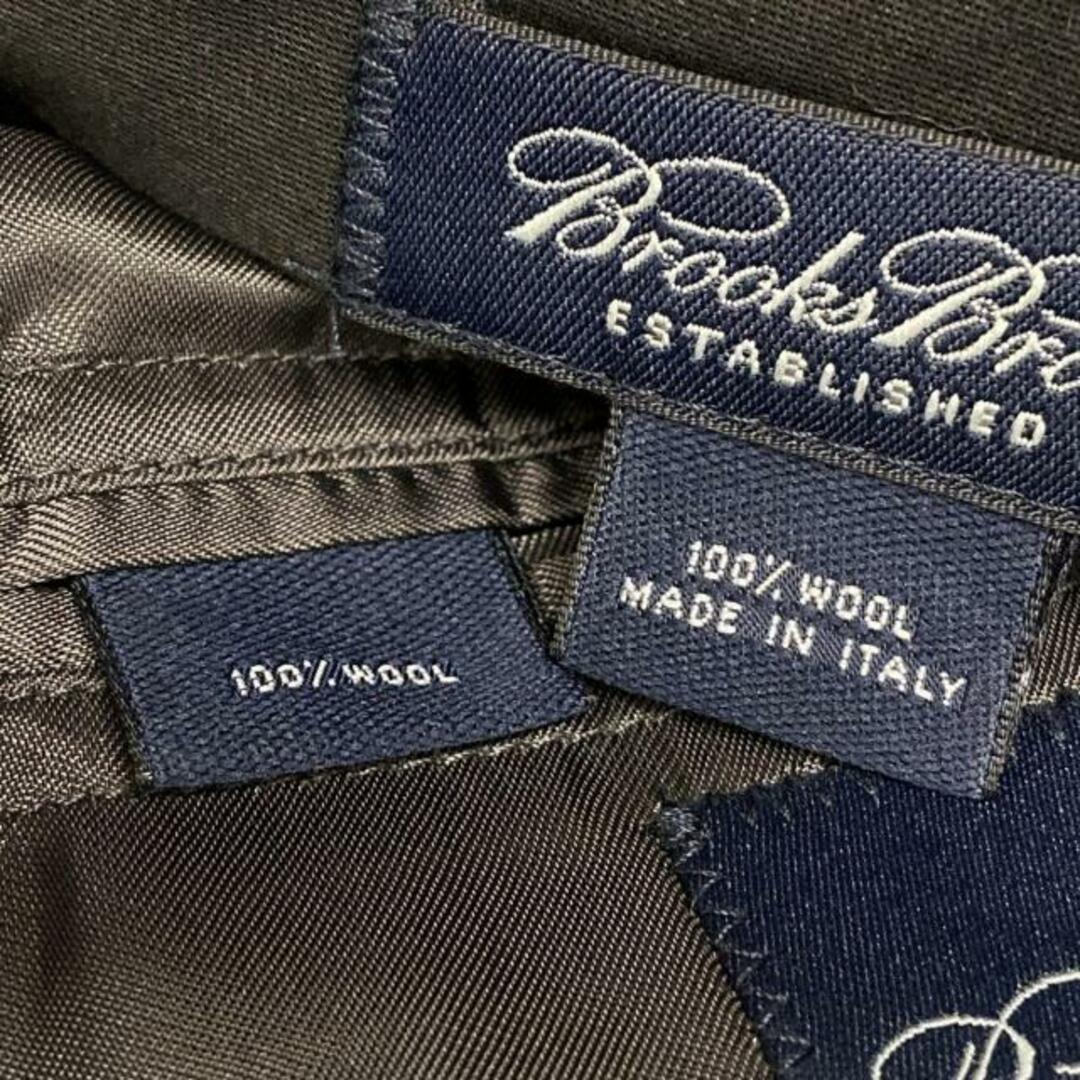 Brooks Bro
ESTABLISHED
100% WOOL
MADE IN ITALY
100% WOOL
B